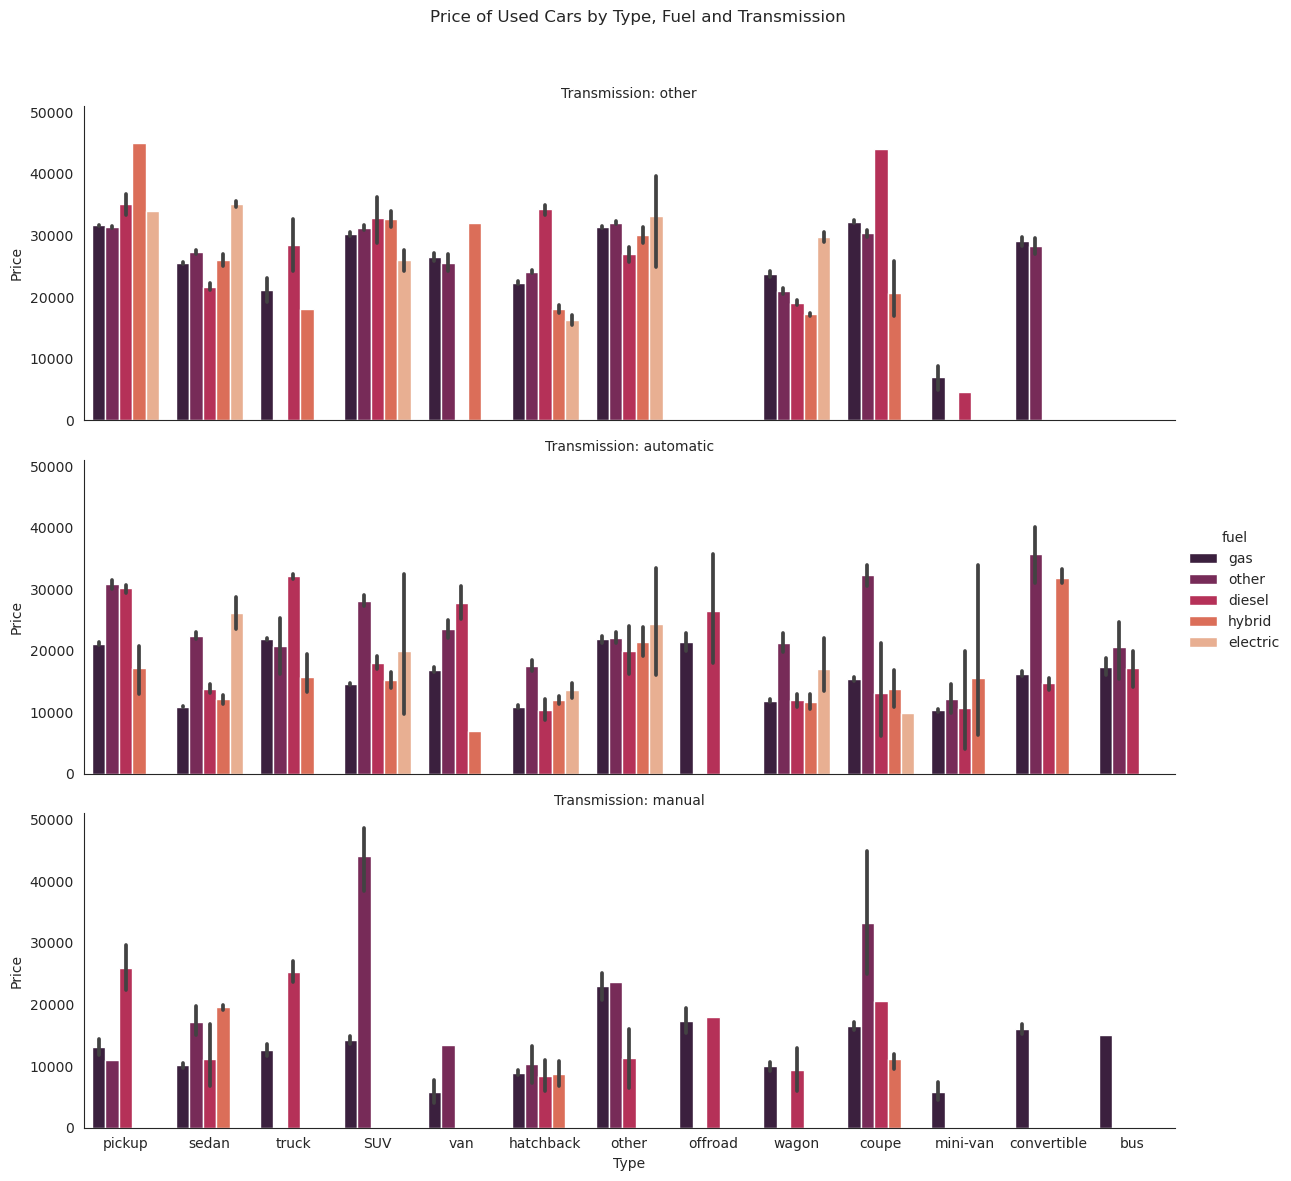 Price of Used Cars by Type, Fuel and Transmission
Transmission: other
50000
40000
30000
20000
10000
0
Price
Transmission: automatic
50000
40000
30000
20000
10000
0
Price
fuel
gas
other
diesel
hybrid
electric
Transmission: manual
50000
40000
30000
20000
10000
0
Price
pickup sedan truck SUV van hatchback other offroad wagon coupe mini-van convertible bus
Type